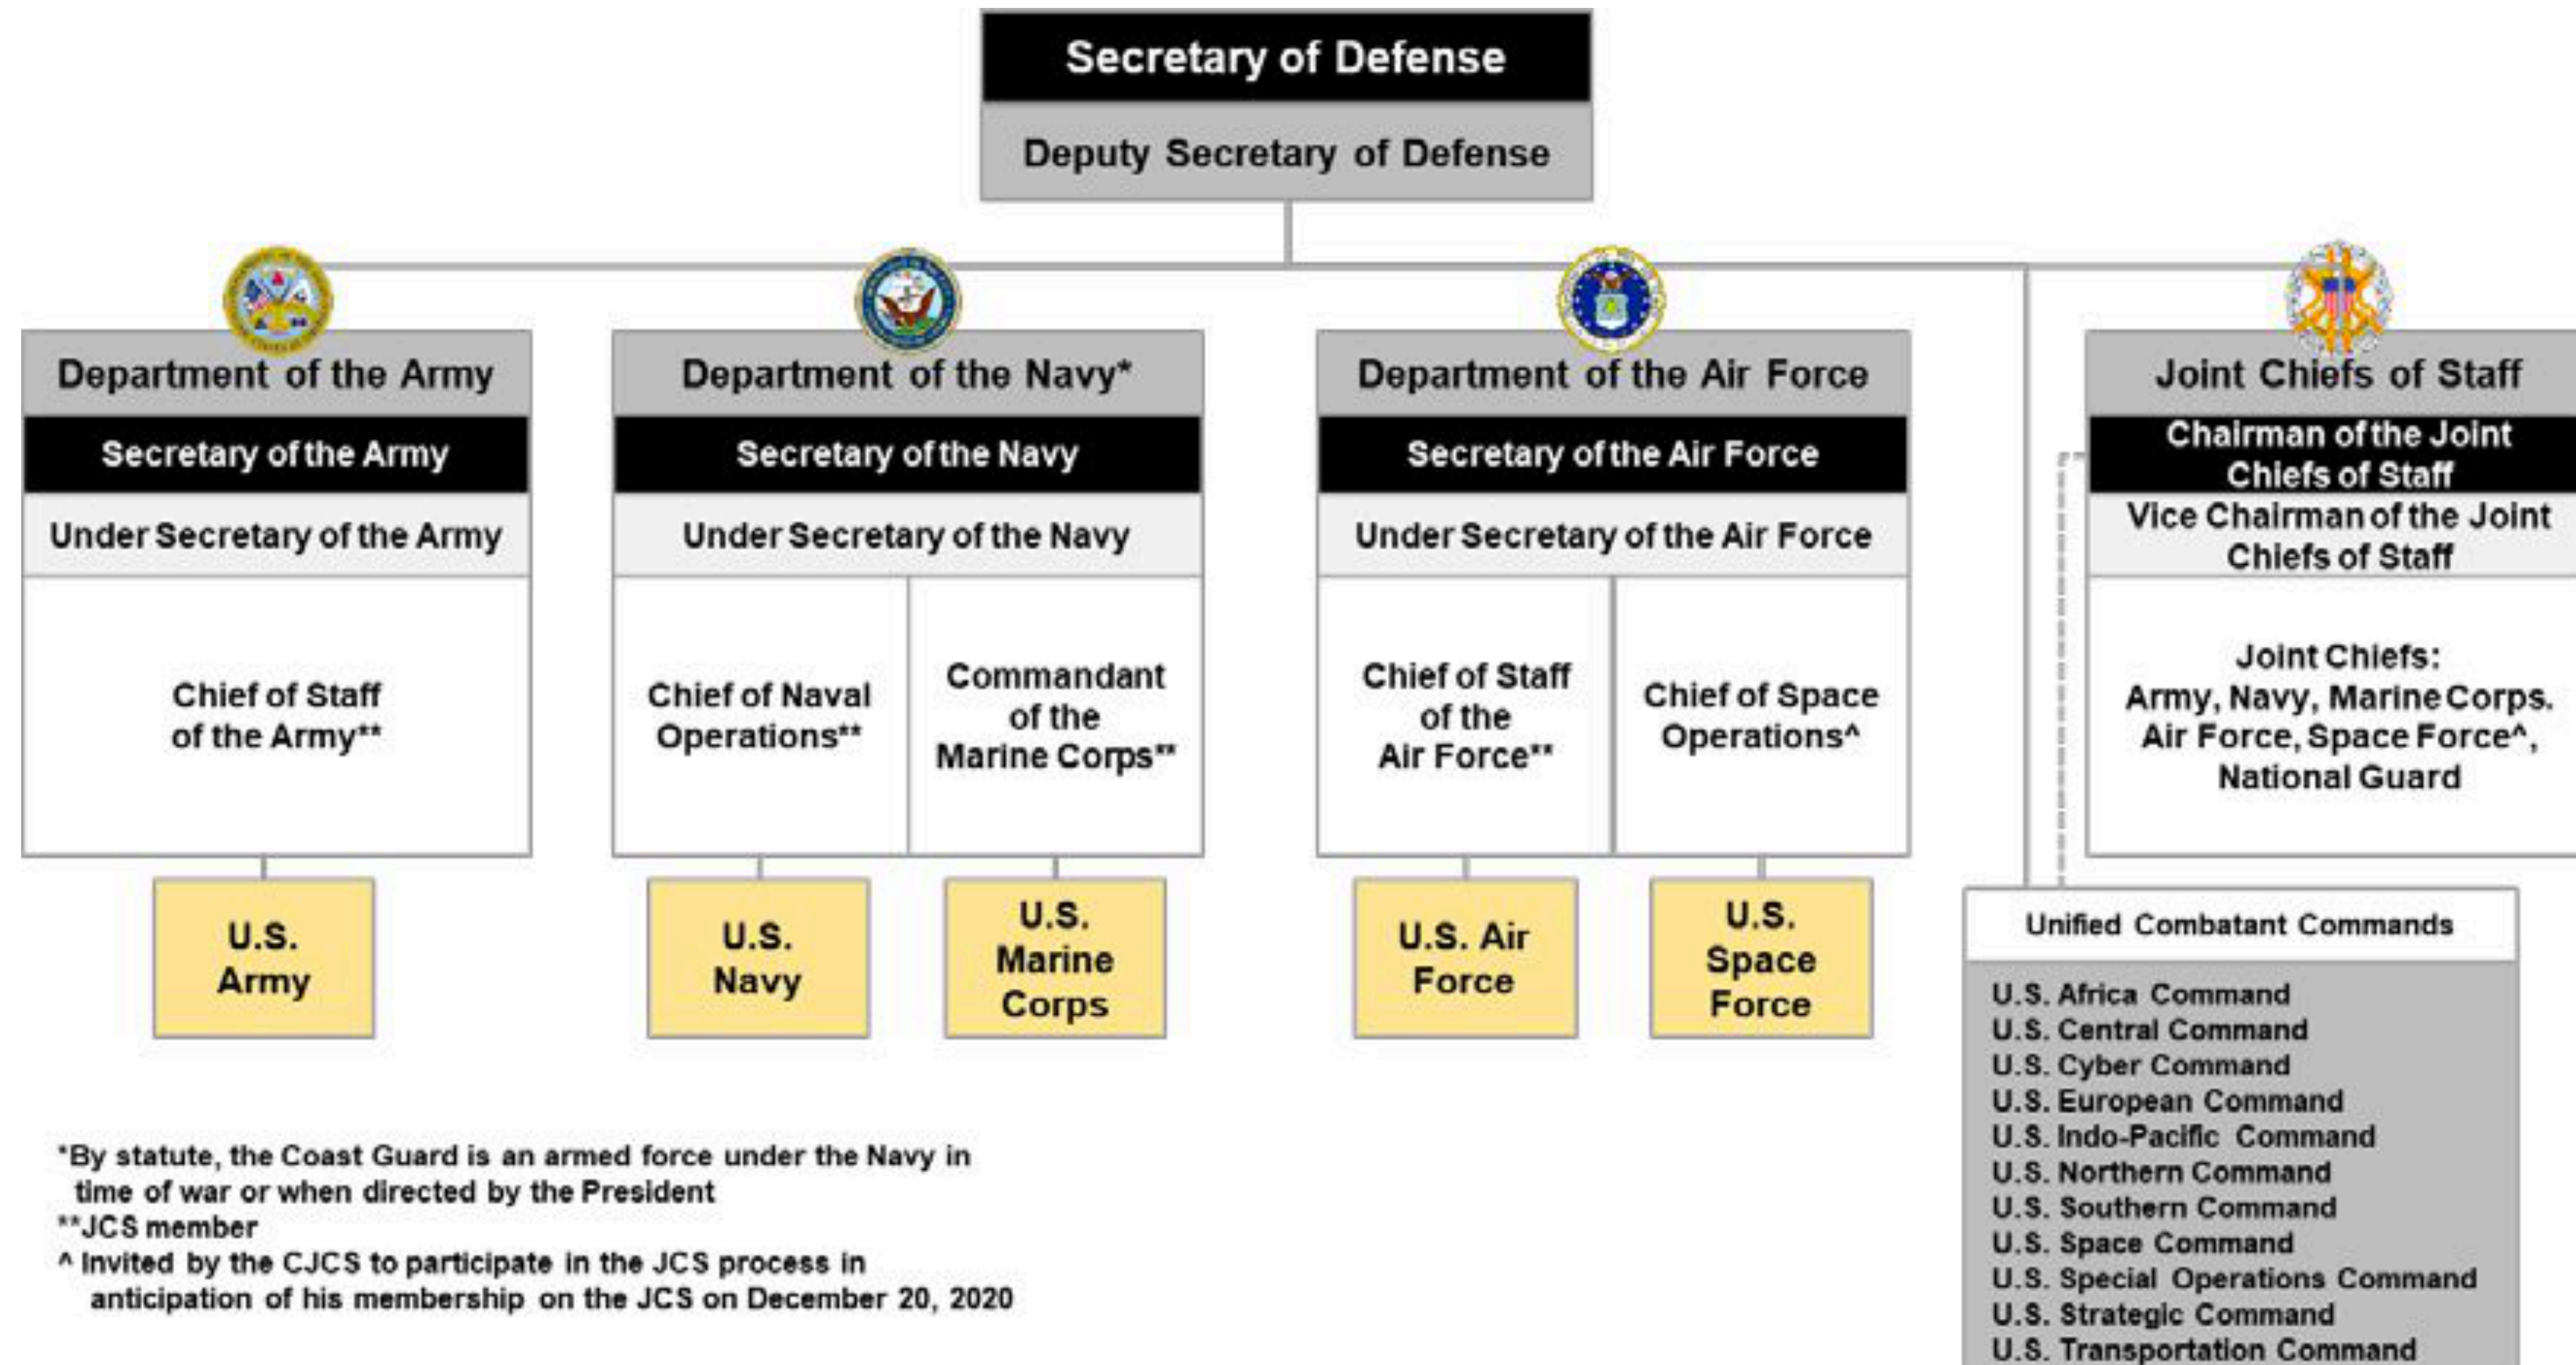 Secretary of Defense
Deputy Secretary of Defense
Department of the Army
Secretary of the Army
Under Secretary of the Army
Chief of Staff
of the Army**
U.S.
Army
Department of the Navy*
Secretary of the Navy
Under Secretary of the Navy
Chief of Naval
Operations**
Commandant
of the
Marine Corps**
U.S.
Navy
U.S.
Marine
Corps
Department of the Air Force
Secretary of the Air Force
Under Secretary of the Air Force
Chief of Staff
of the
Air Force**
Chief of Space
Operations^
U.S. Air
Force
U.S.
Space
Force
Joint Chiefs of Staff
Chairman of the Joint
Chiefs of Staff
Vice Chairman of the Joint
Chiefs of Staff
Joint Chiefs:
Army, Navy, Marine Corps.
Air Force, Space Force^,
National Guard
Unified Combatant Commands
U.S. Africa Command
U.S. Central Command
U.S. Cyber Command
U.S. European Command
U.S. Indo-Pacific Command
U.S. Northern Command
U.S. Southern Command
U.S. Space Command
U.S. Special Operations Command
U.S. Strategic Command
U.S. Transportation Command
*By statute, the Coast Guard is an armed force under the Navy in
time of war or when directed by the President
**JCS member
^ Invited by the CJCS to participate in the JCS process in
anticipation of his membership on the JCS on December 20, 2020